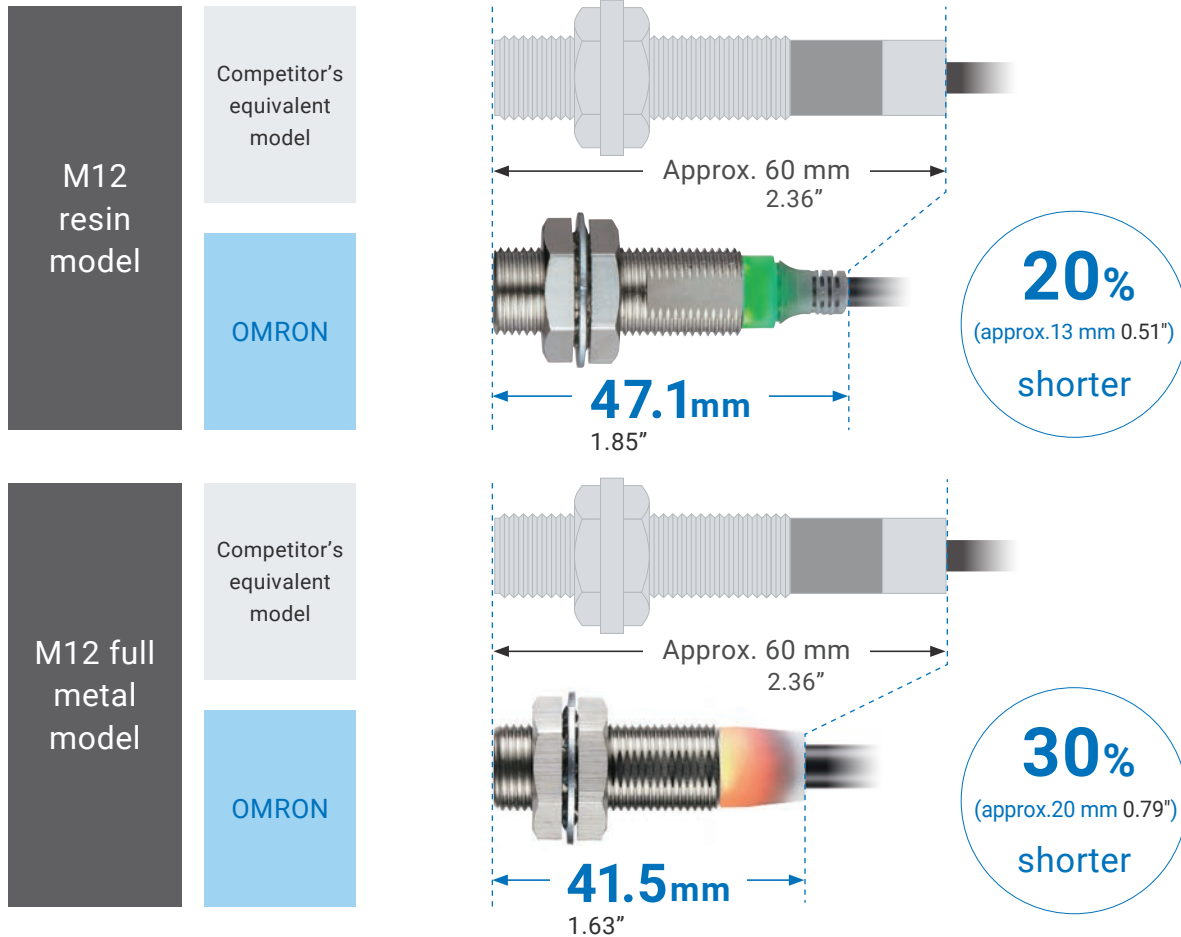 M12
resin
model
Competitor’s
equivalent
model
OMRON
Approx. 60 mm
2.36”
47.1mm
1.85”
20%
(approx.13 mm 0.51")
shorter
M12 full
metal
model
Competitor’s
equivalent
model
OMRON
Approx. 60 mm
2.36”
41.5mm
1.63”
30%
(approx.20 mm 0.79")
shorter